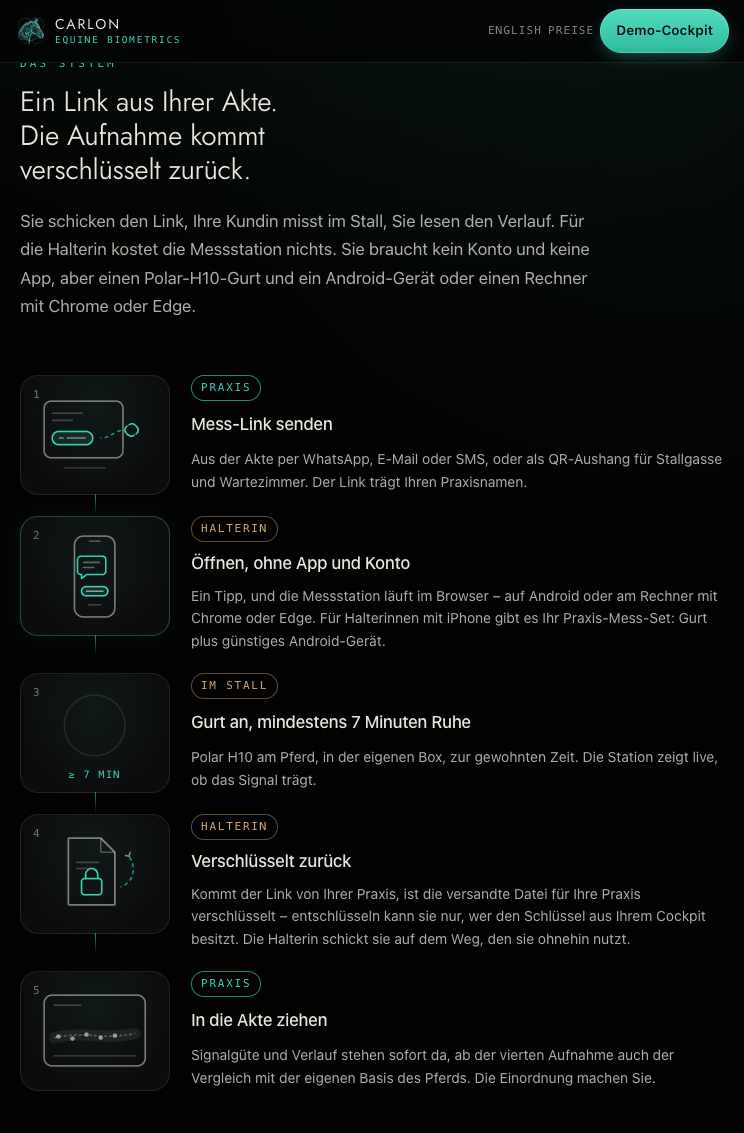 CARLON
EQUINE BIOMETRICS
ENGLISH PREISE Demo-Cockpit
DAS SYSTEM
Ein Link aus Ihrer Akte.
Die Aufnahme kommt
verschlüsselt zurück.
Sie schicken den Link, Ihre Kundin misst im Stall, Sie lesen den Verlauf. Für
die Halterin kostet die Messstation nichts. Sie braucht kein Konto und keine
App, aber einen Polar-H10-Gurt und ein Android-Gerät oder einen Rechner
mit Chrome oder Edge.
1
PRAXIS
Mess-Link senden
Aus der Akte per WhatsApp, E-Mail oder SMS, oder als QR-Aushang für Stallgasse
und Wartezimmer. Der Link trägt Ihren Praxisnamen.
2
HALTERIN
Öffnen, ohne App und Konto
Ein Tipp, und die Messstation läuft im Browser – auf Android oder am Rechner mit
Chrome oder Edge. Für Halterinnen mit iPhone gibt es Ihr Praxis-Mess-Set: Gurt
plus günstiges Android-Gerät.
3
≥ 7 MIN
IM STALL
Gurt an, mindestens 7 Minuten Ruhe
Polar H10 am Pferd, in der eigenen Box, zur gewohnten Zeit. Die Station zeigt live,
ob das Signal trägt.
4
HALTERIN
Verschlüsselt zurück
Kommt der Link von Ihrer Praxis, ist die versandte Datei für Ihre Praxis
verschlüsselt – entschlüsseln kann sie nur, wer den Schlüssel aus Ihrem Cockpit
besitzt. Die Halterin schickt sie auf dem Weg, den sie ohnehin nutzt.
5
PRAXIS
In die Akte ziehen
Signalgüte und Verlauf stehen sofort da, ab der vierten Aufnahme auch der
Vergleich mit der eigenen Basis des Pferds. Die Einordnung machen Sie.